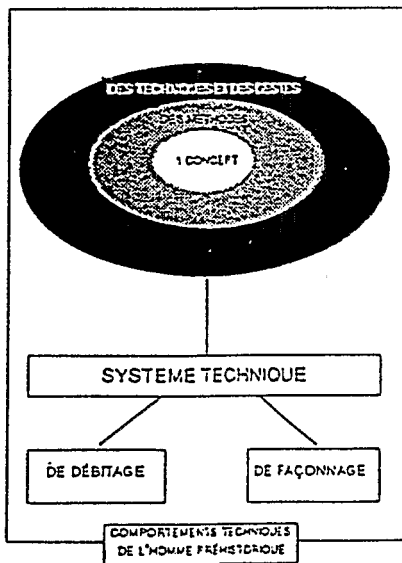 DES TECHNIQUES ET DES GESTES
DES METHODES
1 CONCEPT
SYSTEME TECHNIQUE
DE DÉBITAGE
DE FAÇONNAGE
COMPORTEMENTS TECHNIQUES
DE L'HOMME PRÉHISTORIQUE